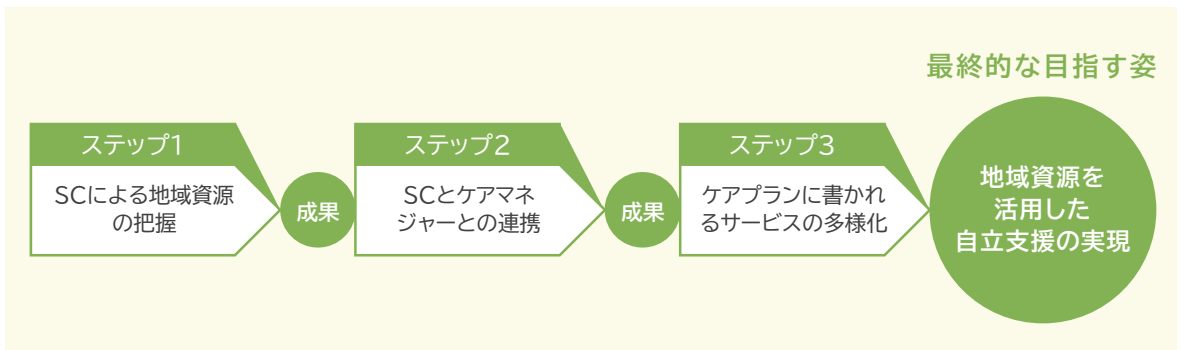 最終的な目指す姿
ステップ1
SCによる地域資源
の把握
成果
ステップ2
SCとケアマネ
ジャーとの連携
成果
ステップ3
ケアプランに書かれ
るサービスの多様化
地域資源を
活用した
自立支援の実現